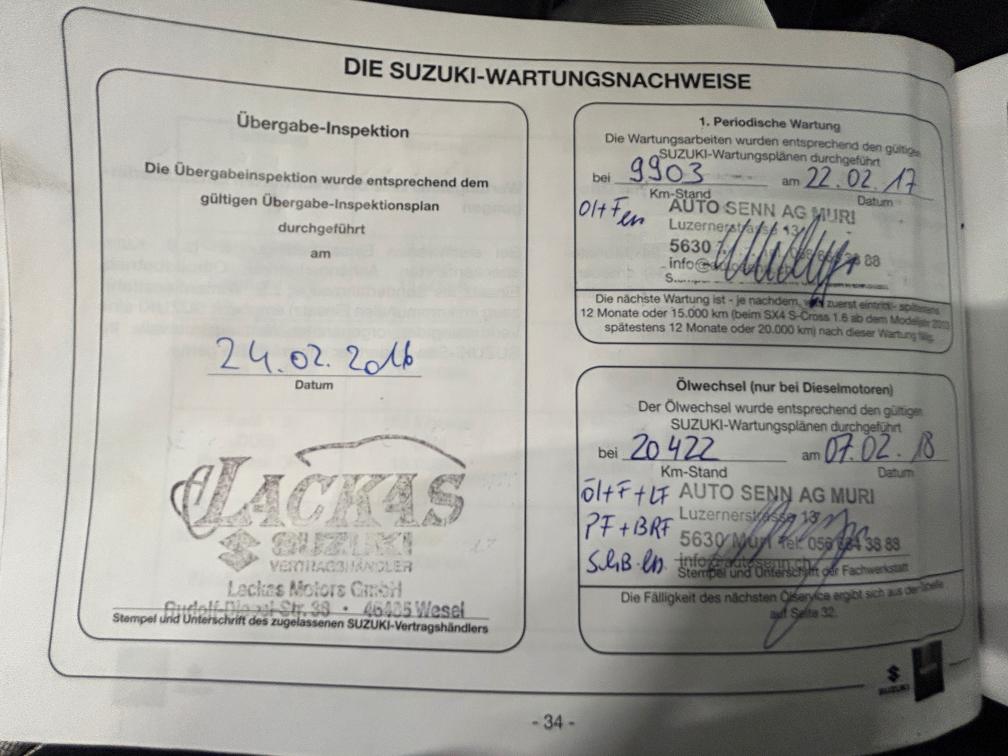 DIE SUZUKI-WARTUNGSNACHWEISE
Übergabe-Inspektion
Die Übergabeinspektion wurde entsprechend dem
gültigen Übergabe-Inspektionsplan
durchgeführt
am
24.02.2016
Datum
LACKAS
SUZUKI
VERTRAGSHÄNDLER
Lackas Motors GmbH
Rudolf-Diesel-Str. 38 • 46485 Wesel
Stempel und Unterschrift des zugelassenen SUZUKI-Vertragshändlers
1. Periodische Wartung
Die Wartungsarbeiten wurden entsprechend den gültigen
SUZUKI-Wartungsplänen durchgeführt
bei 9903 am 22.02.17
Km-Stand Datum
Öl+F
AUTO SENN AG MURI
Luzernerstrasse 13
5630 88
info@
Die nächste Wartung ist - je nachdem, zuerst eintritt - spätestens
12 Monate oder 15.000 km (beim SX4 S-Cross 1.6 ab dem Modelljahr
spätestens 12 Monate oder 20.000 km) nach dieser Wartung fällig.
Ölwechsel (nur bei Dieselmotoren)
Der Ölwechsel wurde entsprechend den gültigen
SUZUKI-Wartungsplänen durchgeführt
bei 20422 am 07.02.18
Km-Stand Datum
Öl+F+LF
PF+BRF
AUTO SENN AG MURI
Luzernerstrasse 13
5630 Muri Tel. 056 664 38 88
info@autosenn.ch
Stempel und Unterschrift der Fachwerkstatt
Die Fälligkeit des nächsten Ölservice ergibt sich aus der Tabelle
auf Seite 32.
SUZUKI
- 34 -